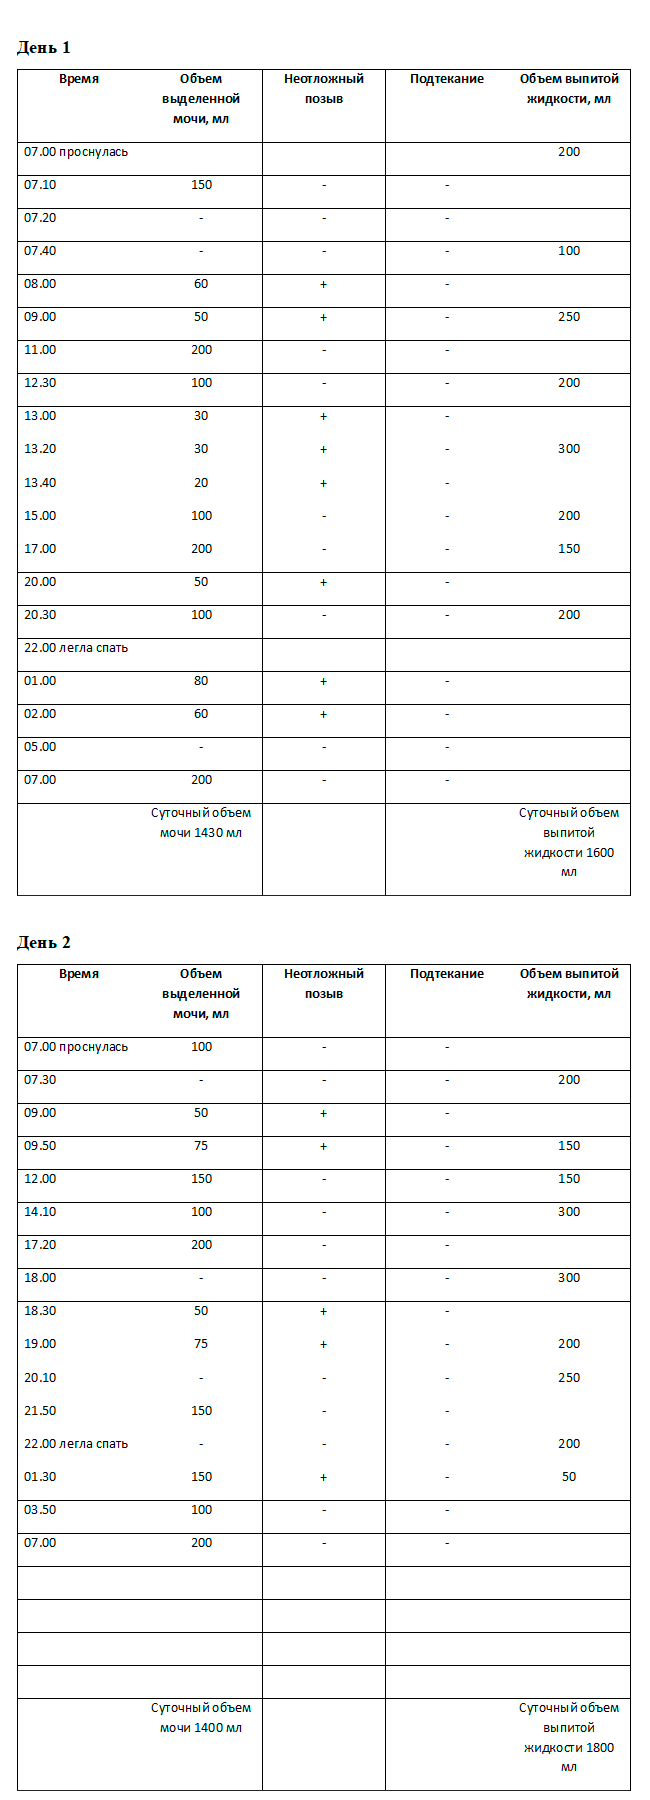 День 1
Время Объем Неотложный Подтекание Объем выпитой
выделенной позыв жидкости, мл
мочи, мл
07.00 проснулась 200
07.10 150 - -
07.20 - - -
07.40 - - - 100
08.00 60 + -
09.00 50 + - 250
11.00 200 - -
12.30 100 - - 200
13.00 30 + -
13.20 30 + - 300
13.40 20 + -
15.00 100 - - 200
17.00 200 - - 150
20.00 50 + -
20.30 100 - - 200
22.00 легла спать
01.00 80 + -
02.00 60 + -
05.00 - - -
07.00 200 - -
Суточный объем Суточный объем
мочи 1430 мл выпитой
жидкости 1600
мл
День 2
Время Объем Неотложный Подтекание Объем выпитой
выделенной позыв жидкости, мл
мочи, мл
07.00 проснулась 100 - -
07.30 - - - 200
09.00 50 + -
09.50 75 + - 150
12.00 150 - - 150
14.10 100 - - 300
17.20 200 - -
18.00 - - - 300
18.30 50 + -
19.00 75 + - 200
20.10 - - - 250
21.50 150 - -
22.00 легла спать - - - 200
01.30 150 + - 50
03.50 100 - -
07.00 200 - -
Суточный объем Суточный объем
мочи 1400 мл выпитой
жидкости 1800
мл